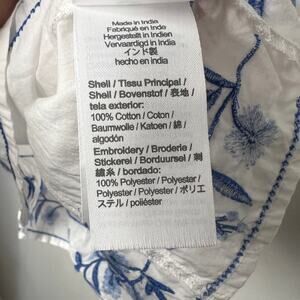 Made in India
Fabriqué en Inde
Hergestellt in Indien
Vervaardigd in India
インド製
hecho en India
Shell / Tissu Principal /
Shell / Bovenstof / 表地 /
tela exterior:
100% Cotton / Coton /
Baumwolle / Katoen / 綿 /
algodón
Embroidery / Broderie /
Stickerei / Borduursel / 刺
繍糸 / bordado:
100% Polyester / Polyester /
Polyester / Polyester / ポリエ
ステル / poliéster